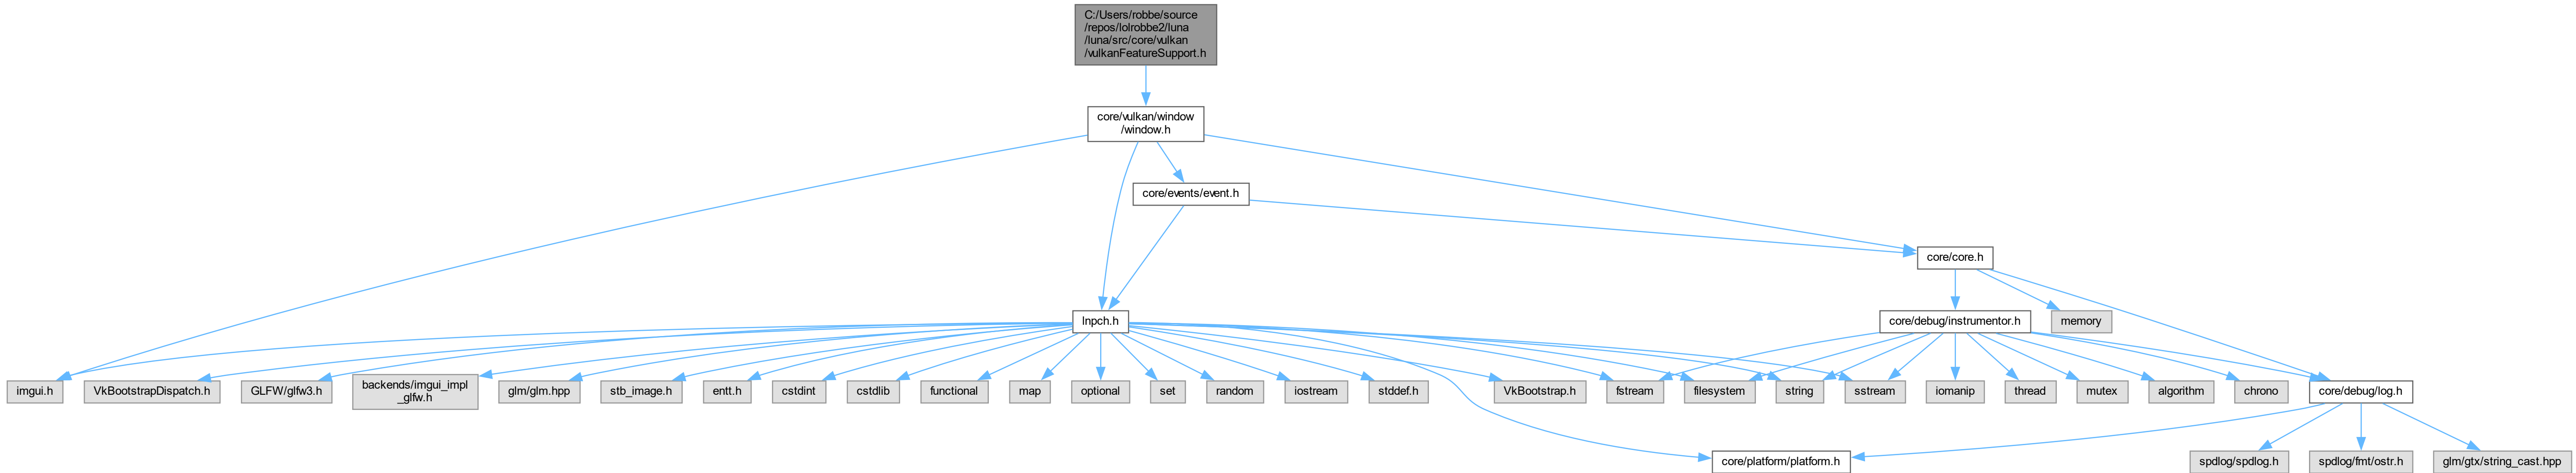 C:/Users/robbe/source
/repos/lolrobbe2/luna
/luna/src/core/vulkan
/vulkanFeatureSupport.h
core/vulkan/window
/window.h
core/events/event.h
core/core.h
lnpch.h
core/debug/instrumentor.h
memory
imgui.h
VkBootstrapDispatch.h
GLFW/glfw3.h
backends/imgui_impl
_glfw.h
glm/glm.hpp
stb_image.h
entt.h
cstdint
cstdlib
functional
map
optional
set
random
iostream
stddef.h
VkBootstrap.h
fstream
filesystem
string
sstream
iomanip
thread
mutex
algorithm
chrono
core/debug/log.h
core/platform/platform.h
spdlog/spdlog.h
spdlog/fmt/ostr.h
glm/gtx/string_cast.hpp